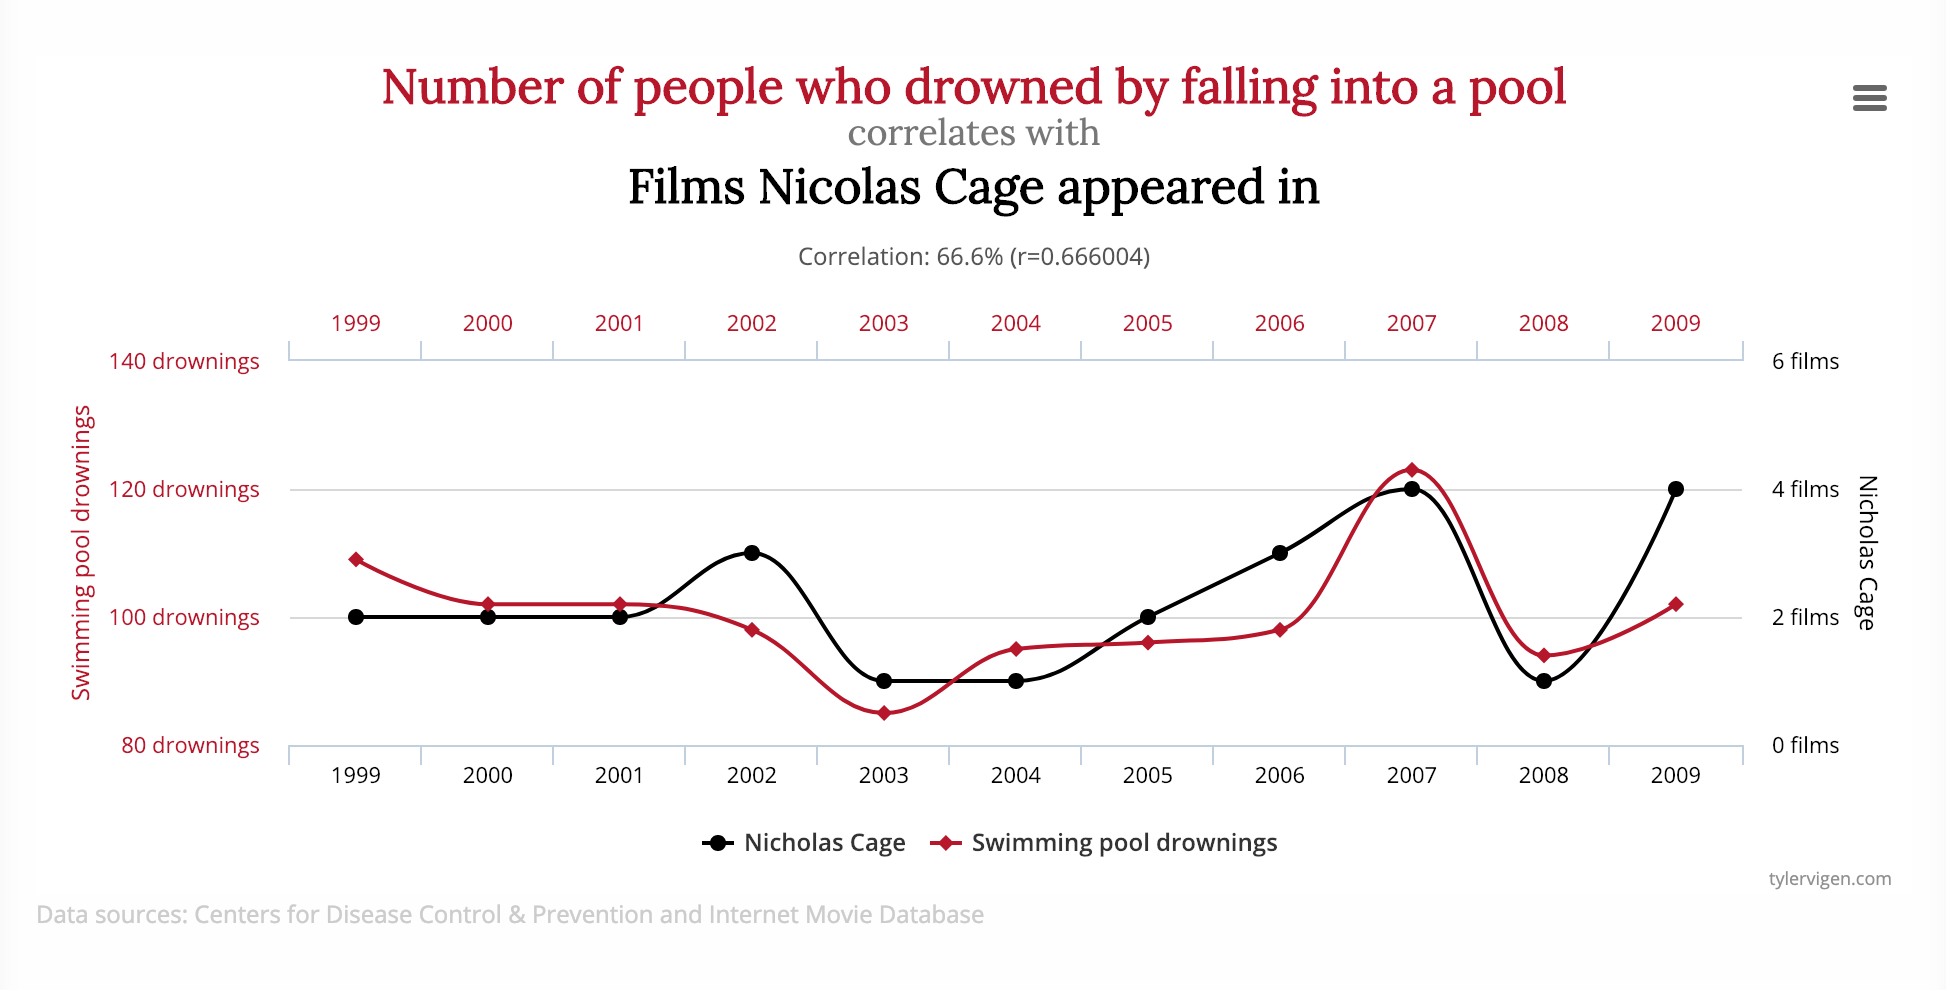 Number of people who drowned by falling into a pool
correlates with
Films Nicolas Cage appeared in
Correlation: 66.6% (r=0.666004)
1999 2000 2001 2002 2003 2004 2005 2006 2007 2008 2009
140 drownings 6 films
120 drownings 4 films
100 drownings 2 films
80 drownings 0 films
Swimming pool drownings
Nicholas Cage
1999 2000 2001 2002 2003 2004 2005 2006 2007 2008 2009
Nicholas Cage Swimming pool drownings
tylervigen.com
Data sources: Centers for Disease Control & Prevention and Internet Movie Database